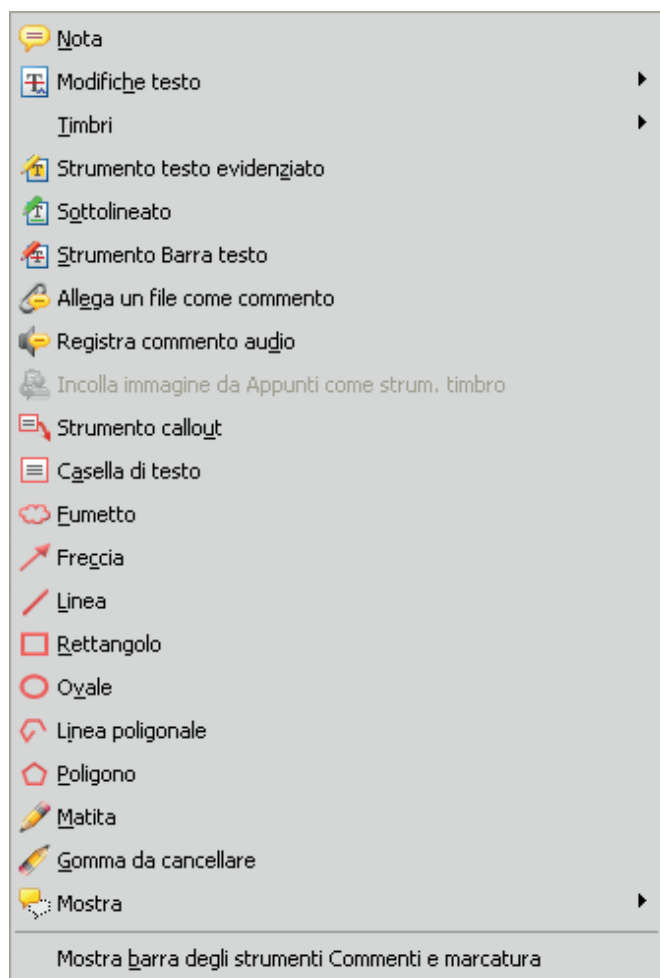 Nota
Modifiche testo
Timbri
Strumento testo evidenziato
Sottolineato
Strumento Barra testo
Allega un file come commento
Registra commento audio
Incolla immagine da Appunti come strum. timbro
Strumento callout
Casella di testo
Fumetto
Freccia
Linea
Rettangolo
Ovale
Linea poligonale
Poligono
Matita
Gomma da cancellare
Mostra
Mostra barra degli strumenti Commenti e marcatura